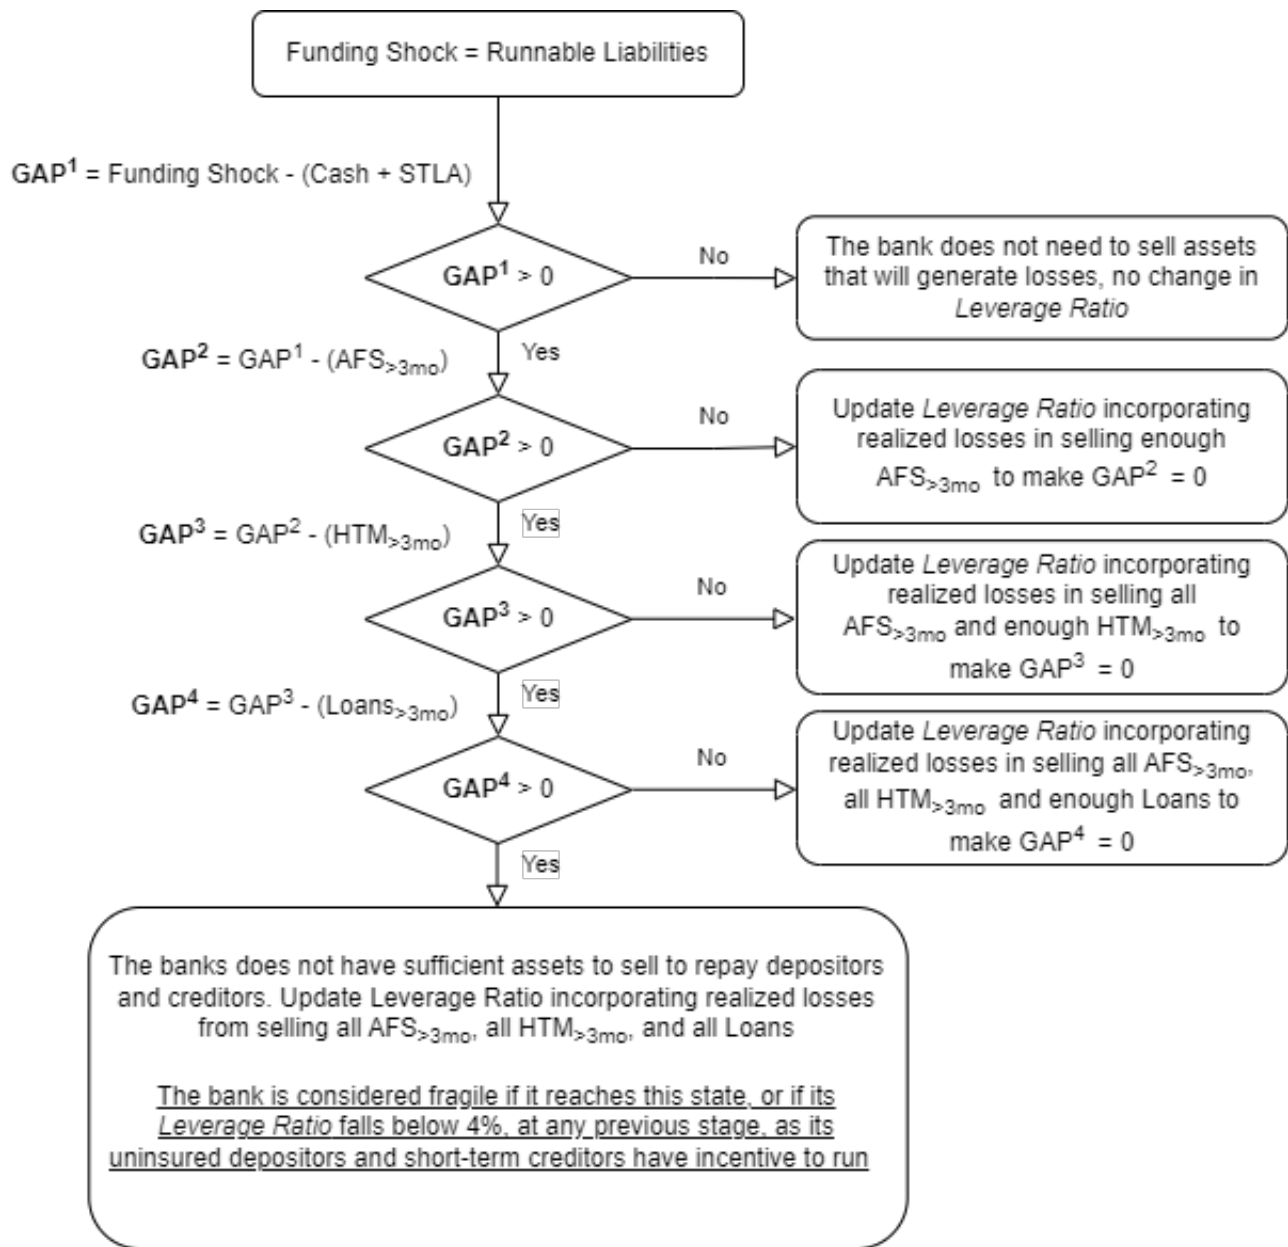 Funding Shock = Runnable Liabilities
GAP¹ = Funding Shock - (Cash + STLA)
GAP¹ > 0
No
The bank does not need to sell assets
that will generate losses, no change in
Leverage Ratio
Yes
GAP² = GAP¹ - (AFS>3mo)
GAP² > 0
No
Update Leverage Ratio incorporating
realized losses in selling enough
AFS>3mo to make GAP² = 0
Yes
GAP³ = GAP² - (HTM>3mo)
GAP³ > 0
No
Update Leverage Ratio incorporating
realized losses in selling all
AFS>3mo and enough HTM>3mo to
make GAP³ = 0
Yes
GAP⁴ = GAP³ - (Loans>3mo)
GAP⁴ > 0
No
Update Leverage Ratio incorporating
realized losses in selling all AFS>3mo,
all HTM>3mo and enough Loans to
make GAP⁴ = 0
Yes
The banks does not have sufficient assets to sell to repay depositors
and creditors. Update Leverage Ratio incorporating realized losses
from selling all AFS>3mo, all HTM>3mo, and all Loans
The bank is considered fragile if it reaches this state, or if its
Leverage Ratio falls below 4%, at any previous stage, as its
uninsured depositors and short-term creditors have incentive to run